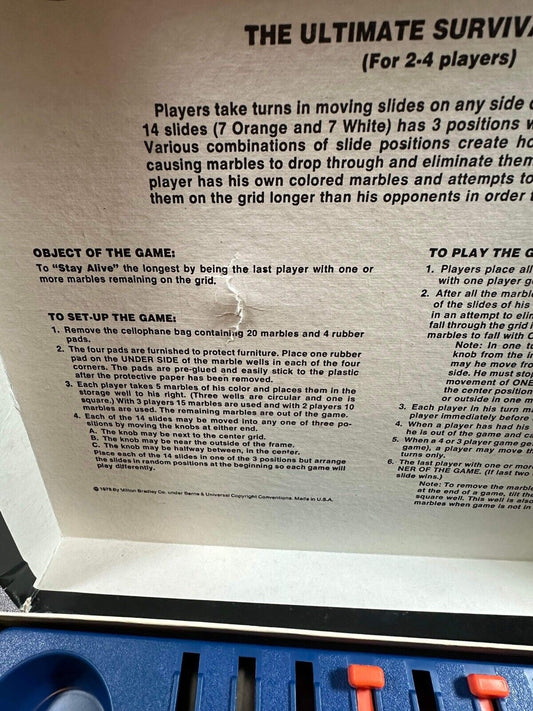 THE ULTIMATE SURVIV
(For 2-4 players)
Players take turns in moving slides on any side
14 slides (7 Orange and 7 White) has 3 positions
Various combinations of slide positions create
causing marbles to drop through and eliminate them
player has his own colored marbles and attempts to
them on the grid longer than his opponents in order
OBJECT OF THE GAME:
To "Stay Alive" the longest by being the last player with one or
more marbles remaining on the grid.
TO SET-UP THE GAME:
1. Remove the cellophane bag containing 20 marbles and 4 rubber
pads.
2. The four pads are furnished to protect furniture. Place one rubber
pad on the UNDER SIDE of the marble wells in each of the four
corners. The pads are pre-glued and easily stick to the plastic
after the protective paper has been removed.
3. Each player takes 5 marbles of his color and places them in the
storage well to his right. (Three wells are circular and one is
square.) With 3 players 15 marbles are used and with 2 players 10
marbles are used. The remaining marbles are out of the game.
4. Each of the 14 slides may be moved into any one of three po-
sitions by moving the knobs at either end.
A. The knob may be next to the center grid.
B. The knob may be near the outside of the frame.
C. The knob may be halfway between, in the center.
Place each of the 14 slides in one of the 3 positions but arrange
the slides in random positions at the beginning so each game will
play differently.
© 1978 By Milton Bradley Co. under Berne & Universal Copyright Conventions. Made in U.S.A.
TO PLAY THE G
1. Players place all
with one player g
2. After all the marbl
of the slides of his
in an attempt to elim
fall through the grid
marbles to fall with
Note: In one tu
knob from the in
may be move fro
side. He must stop
movement of ONE
the center position
or outside in one m
3. Each player in his turn m
player immediately before
4. When a player has had his
he is out of the game and ca
5. When a 4 or 3 player game ge
game), a player may move th
turns only.
6. The last player with one or mor
NER OF THE GAME. (If last two
slide wins.)
Note: To remove the marbl
at the end of a game, tilt the
square well. This well is also
marbles when game is not in